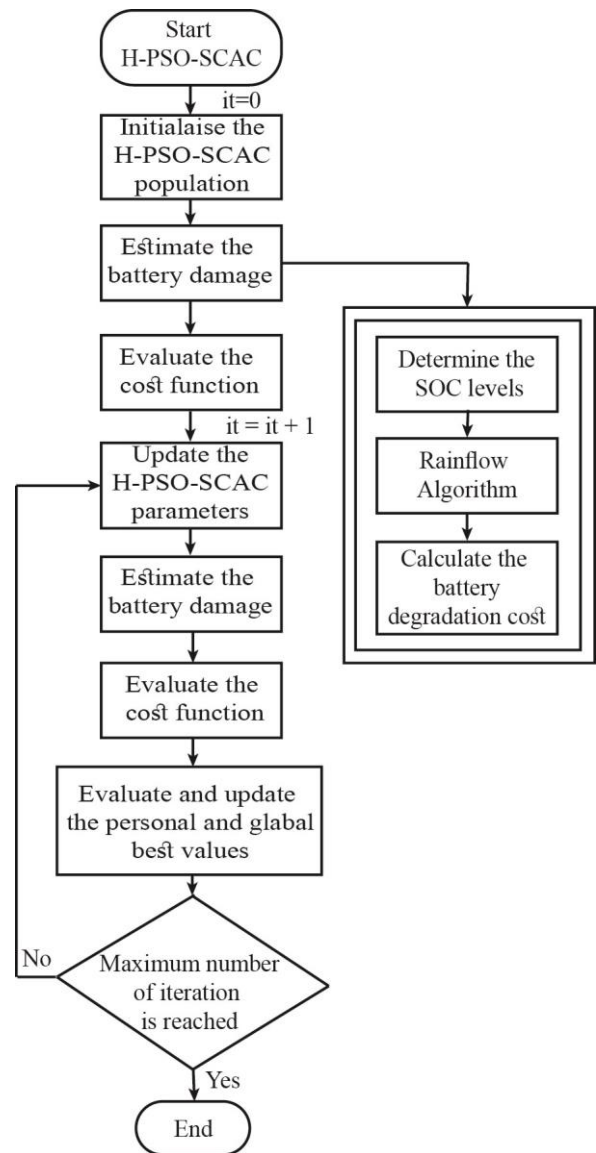 Start
H-PSO-SCAC
it=0
Initialaise the
H-PSO-SCAC
population
Estimate the
battery damage
Evaluate the
cost function
it = it + 1
Update the
H-PSO-SCAC
parameters
Estimate the
battery damage
Evaluate the
cost function
Evaluate and update
the personal and glabal
best values
No
Maximum number
of iteration
is reached
Yes
End
Determine the
SOC levels
Rainflow
Algorithm
Calculate the
battery
degradation cost